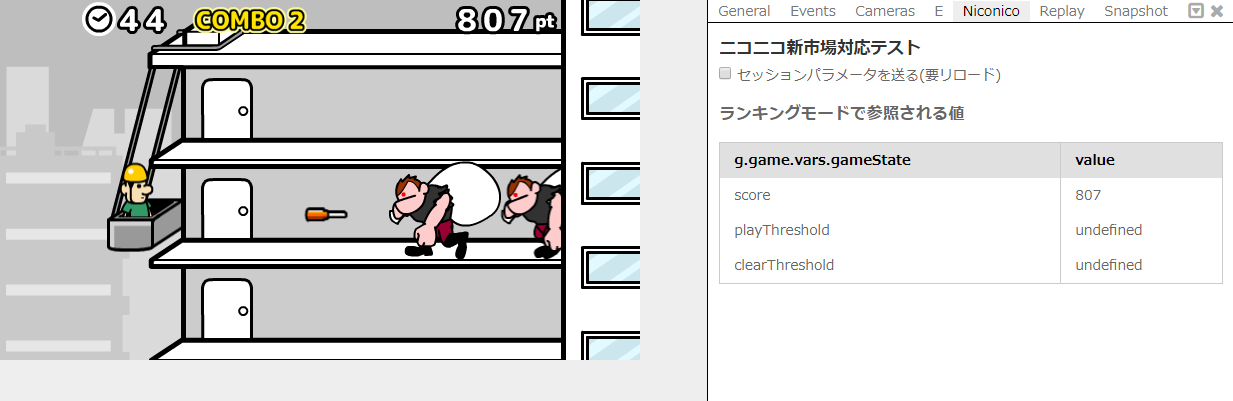 44 COMBO 2 807pt
General Events Cameras E Niconico Replay Snapshot
ニコニコ新市場対応テスト
セッションパラメータを送る(要リロード)
ランキングモードで参照される値
g.game.vars.gameState value
score 807
playThreshold undefined
clearThreshold undefined